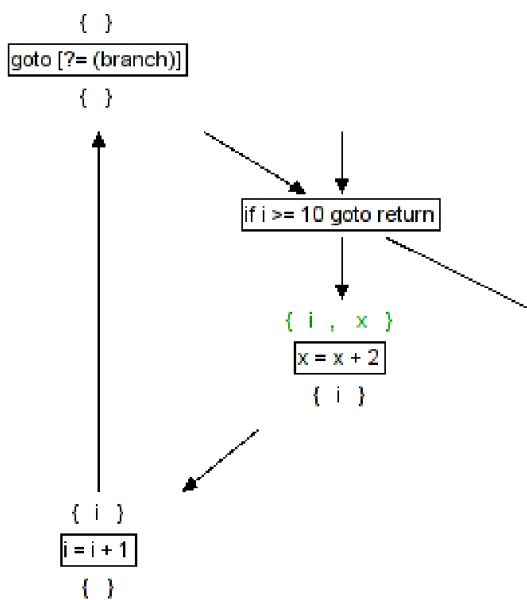 { }
goto [?= (branch)]
{ }
if i >= 10 goto return
{ i , x }
x = x + 2
{ i }
{ i }
i = i + 1
{ }